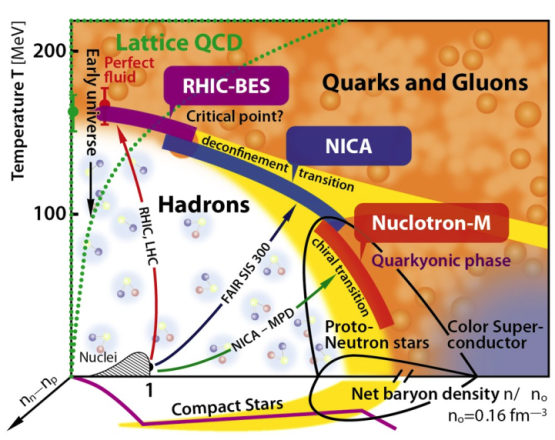 Temperature T [MeV]
200
100
Lattice QCD
Perfect
fluid
Early universe
RHIC-BES
Critical point?
Quarks and Gluons
NICA
deconfinement transition
Hadrons
Nuclotron-M
Quarkyonic phase
chiral transition
RHIC, LHC
FAIR SIS 300
NICA – MPD
Proto-
Neutron stars
Color Super-
conductor
Nuclei
1
nn–np
Compact Stars
Net baryon density n/ no
no=0.16 fm–3